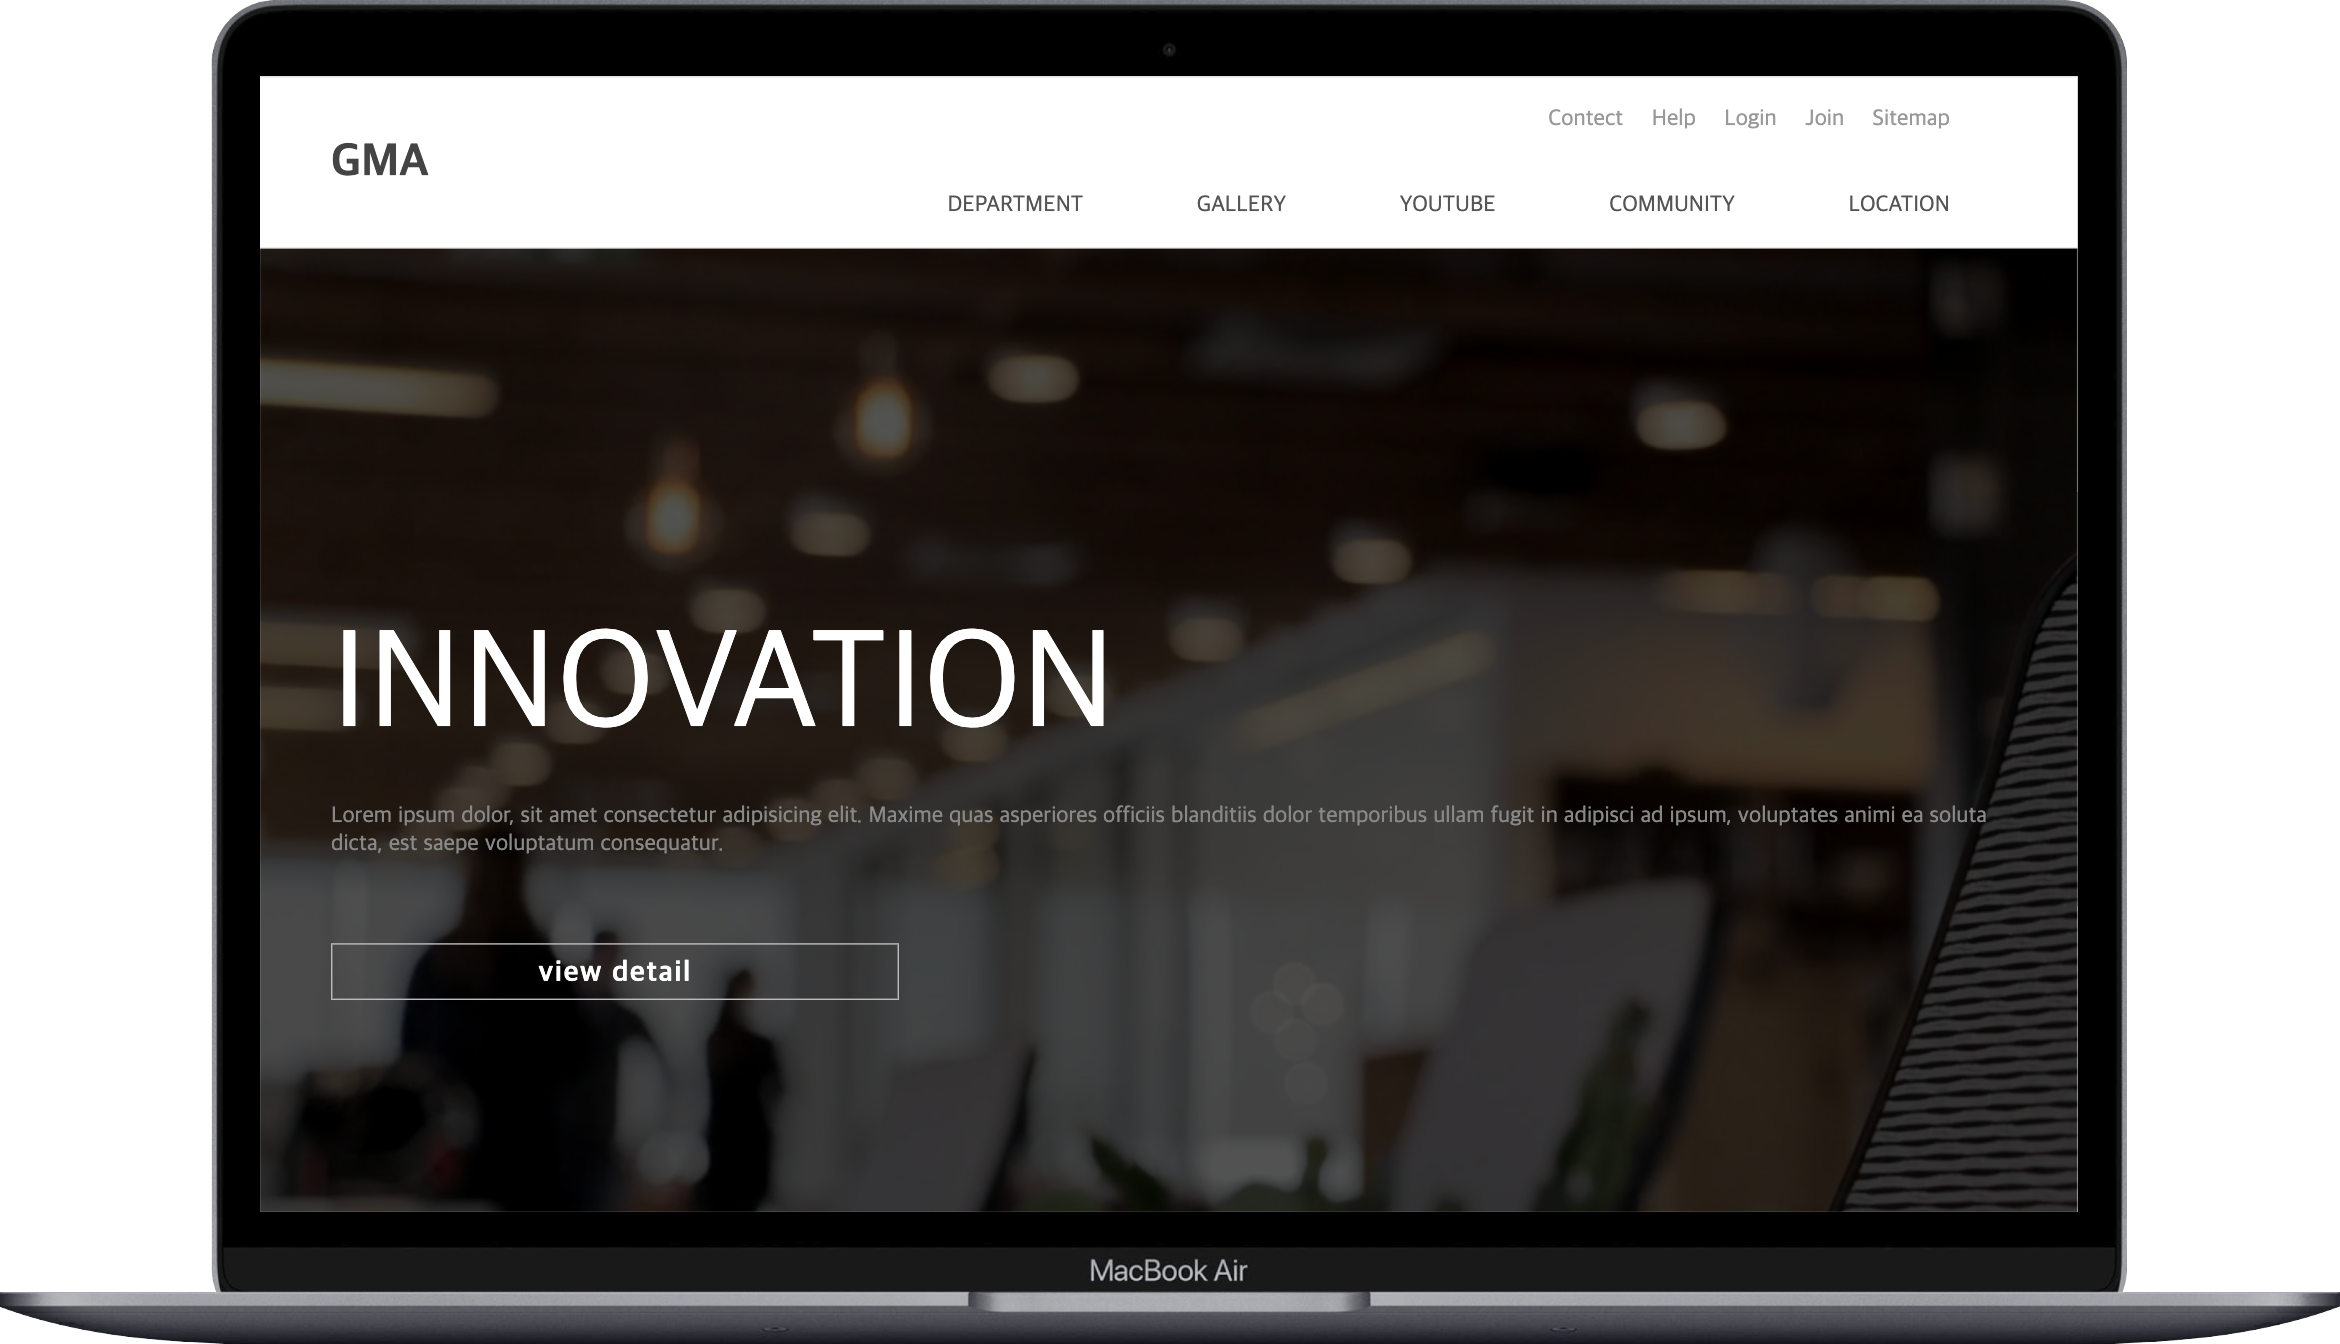 Contect Help Login Join Sitemap
GMA
DEPARTMENT GALLERY YOUTUBE COMMUNITY LOCATION
INNOVATION
Lorem ipsum dolor, sit amet consectetur adipisicing elit. Maxime quas asperiores officiis blanditiis dolor temporibus ullam fugit in adipisci ad ipsum, voluptates animi ea soluta
dicta, est saepe voluptatum consequatur.
view detail
MacBook Air